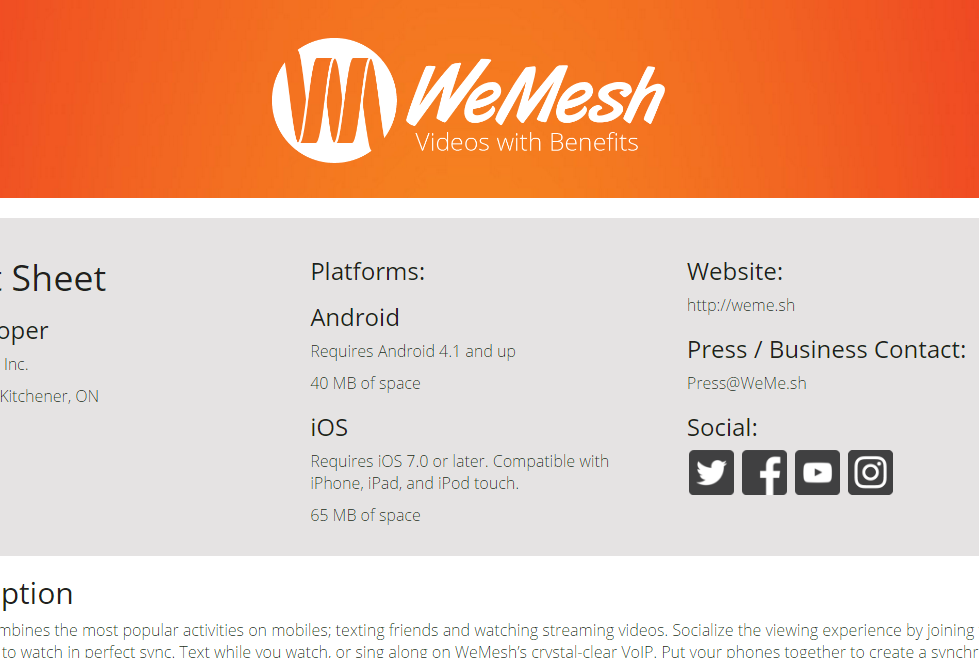 WeMesh
Videos with Benefits
t Sheet
oper
Inc.
Kitchener, ON
Platforms:
Android
Requires Android 4.1 and up
40 MB of space
iOS
Requires iOS 7.0 or later. Compatible with
iPhone, iPad, and iPod touch.
65 MB of space
Website:
http://weme.sh
Press / Business Contact:
Press@WeMe.sh
Social:
ption
mbines the most popular activities on mobiles; texting friends and watching streaming videos. Socialize the viewing experience by joining
to watch in perfect sync. Text while you watch, or sing along on WeMesh's crystal-clear VoIP. Put your phones together to create a synchr